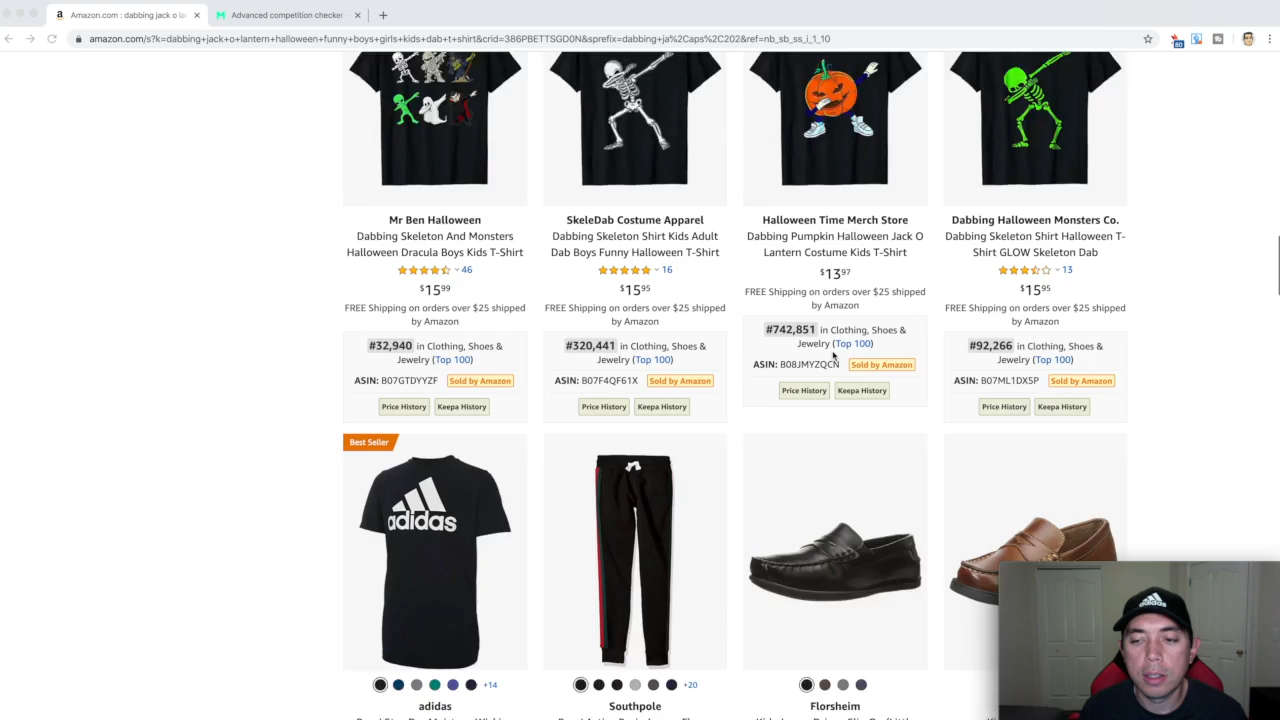 Amazon.com : dabbing jack o la
Advanced competition checker
amazon.com/s?k=dabbing+jack+o+lantern+halloween+funny+boys+girls+kids+dab+t+shirt&crid=386PBETTSGD0N&sprefix=dabbing+ja%2Caps%2C202&ref=nb_sb_ss_i_1_10
80
Mr Ben Halloween
Dabbing Skeleton And Monsters
Halloween Dracula Boys Kids T-Shirt
46
$15.99
FREE Shipping on orders over $25 shipped
by Amazon
#32,940 in Clothing, Shoes &
Jewelry (Top 100)
ASIN: B07GTDYYZF Sold by Amazon
Price History Keepa History
SkeleDab Costume Apparel
Dabbing Skeleton Shirt Kids Adult
Dab Boys Funny Halloween T-Shirt
16
$15.95
FREE Shipping on orders over $25 shipped
by Amazon
#320,441 in Clothing, Shoes &
Jewelry (Top 100)
ASIN: B07F4QF61X Sold by Amazon
Price History Keepa History
Halloween Time Merch Store
Dabbing Pumpkin Halloween Jack O
Lantern Costume Kids T-Shirt
$13.97
FREE Shipping on orders over $25 shipped
by Amazon
#742,851 in Clothing, Shoes &
Jewelry (Top 100)
ASIN: B08JMYZQCN Sold by Amazon
Price History Keepa History
Dabbing Halloween Monsters Co.
Dabbing Skeleton Shirt Halloween T-
Shirt GLOW Skeleton Dab
13
$15.95
FREE Shipping on orders over $25 shipped
by Amazon
#92,266 in Clothing, Shoes &
Jewelry (Top 100)
ASIN: B07ML1DX5P Sold by Amazon
Price History Keepa History
Best Seller
adidas
+14
adidas
+20
Southpole
Florsheim
adidas